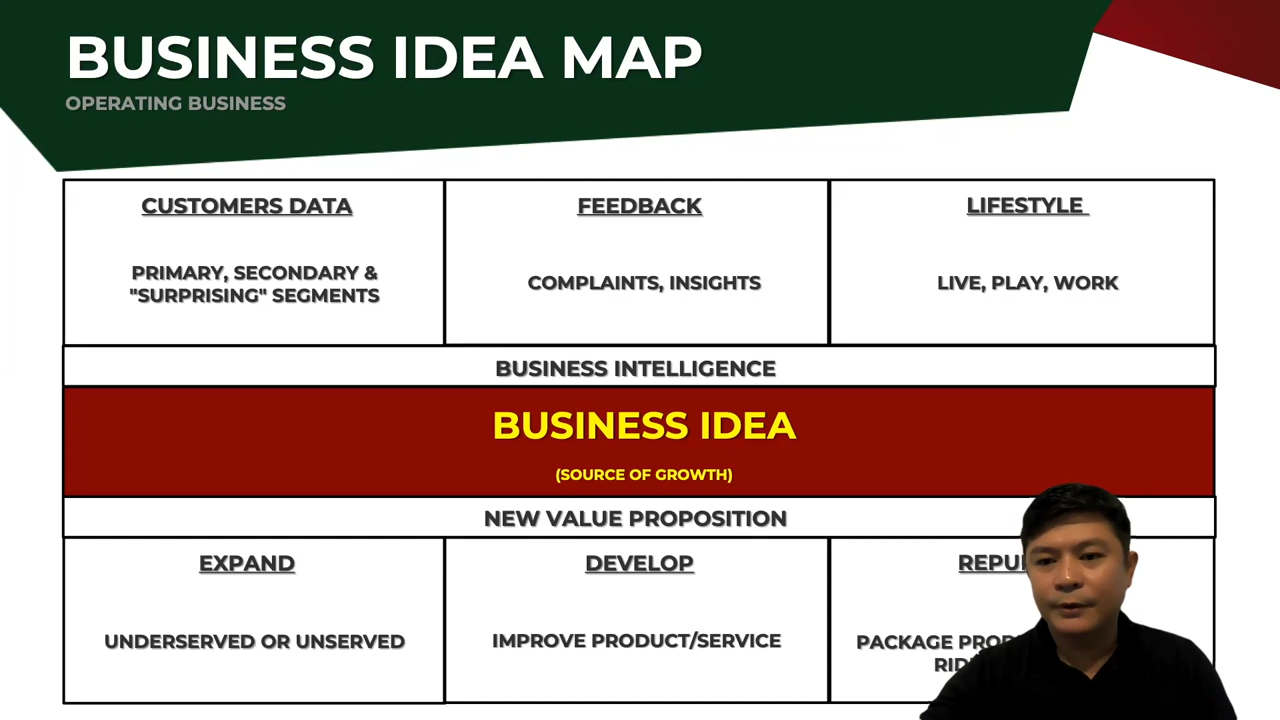 BUSINESS IDEA MAP
OPERATING BUSINESS
CUSTOMERS DATA
FEEDBACK
LIFESTYLE
PRIMARY, SECONDARY &
"SURPRISING" SEGMENTS
COMPLAINTS, INSIGHTS
LIVE, PLAY, WORK
BUSINESS INTELLIGENCE
BUSINESS IDEA
(SOURCE OF GROWTH)
NEW VALUE PROPOSITION
EXPAND
DEVELOP
UNDERSERVED OR UNSERVED
IMPROVE PRODUCT/SERVICE
PACKAGE